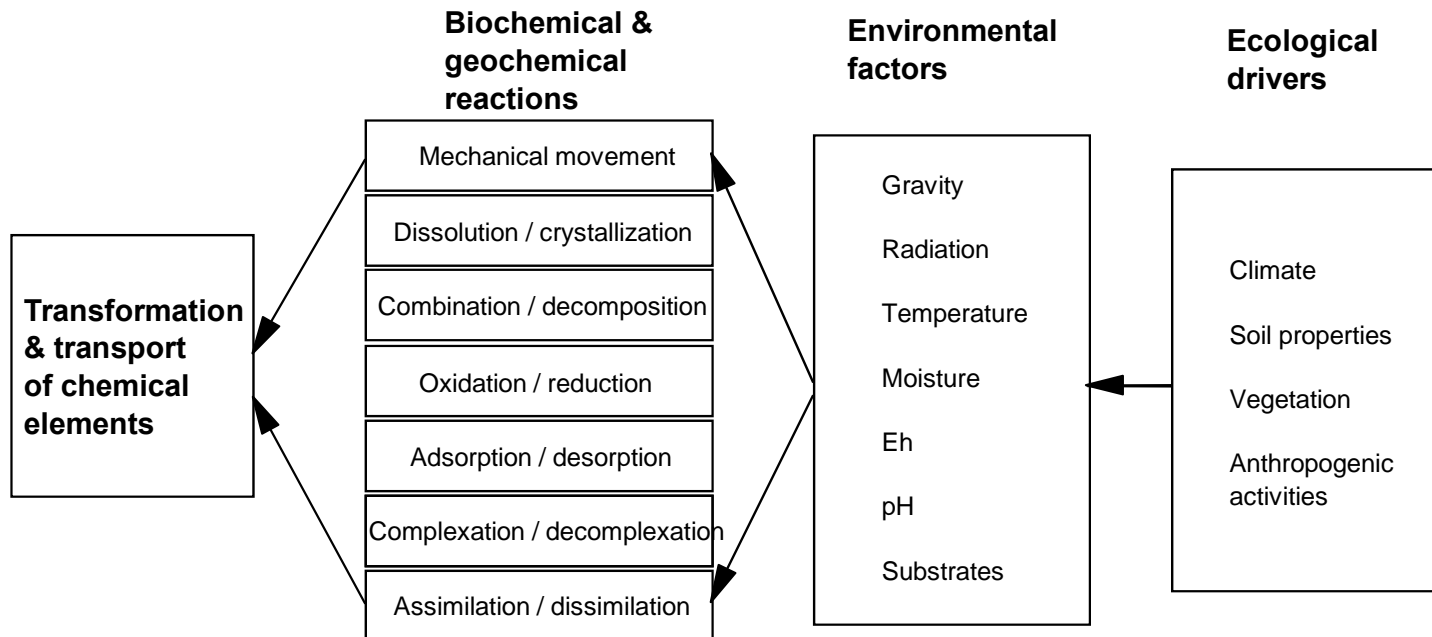 Biochemical &
geochemical
reactions
Environmental
factors
Ecological
drivers
Transformation
& transport
of chemical
elements
Mechanical movement
Dissolution / crystallization
Combination / decomposition
Oxidation / reduction
Adsorption / desorption
Complexation / decomplexation
Assimilation / dissimilation
Gravity
Radiation
Temperature
Moisture
Eh
pH
Substrates
Climate
Soil properties
Vegetation
Anthropogenic
activities